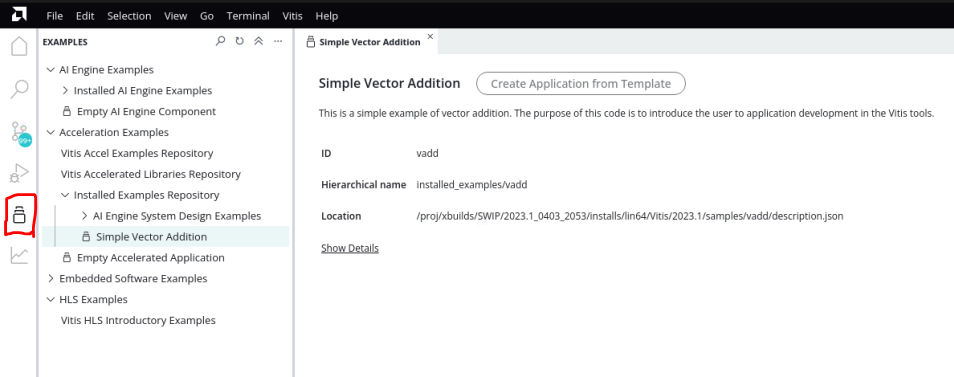 File Edit Selection View Go Terminal Vitis Help
EXAMPLES
AI Engine Examples
Installed AI Engine Examples
Empty AI Engine Component
Acceleration Examples
Vitis Accel Examples Repository
Vitis Accelerated Libraries Repository
Installed Examples Repository
AI Engine System Design Examples
Simple Vector Addition
Empty Accelerated Application
Embedded Software Examples
HLS Examples
Vitis HLS Introductory Examples
99+
Simple Vector Addition
Simple Vector Addition Create Application from Template
This is a simple example of vector addition. The purpose of this code is to introduce the user to application development in the Vitis tools.
ID vadd
Hierarchical name installed_examples/vadd
Location /proj/xbuilds/SWIP/2023.1_0403_2053/installs/lin64/Vitis/2023.1/samples/vadd/description.json
Show Details